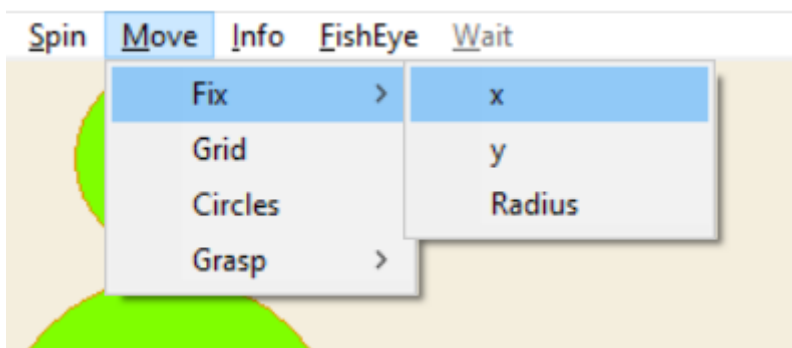 Spin Move Info FishEye Wait
Fix > x
Grid y
Circles Radius
Grasp >